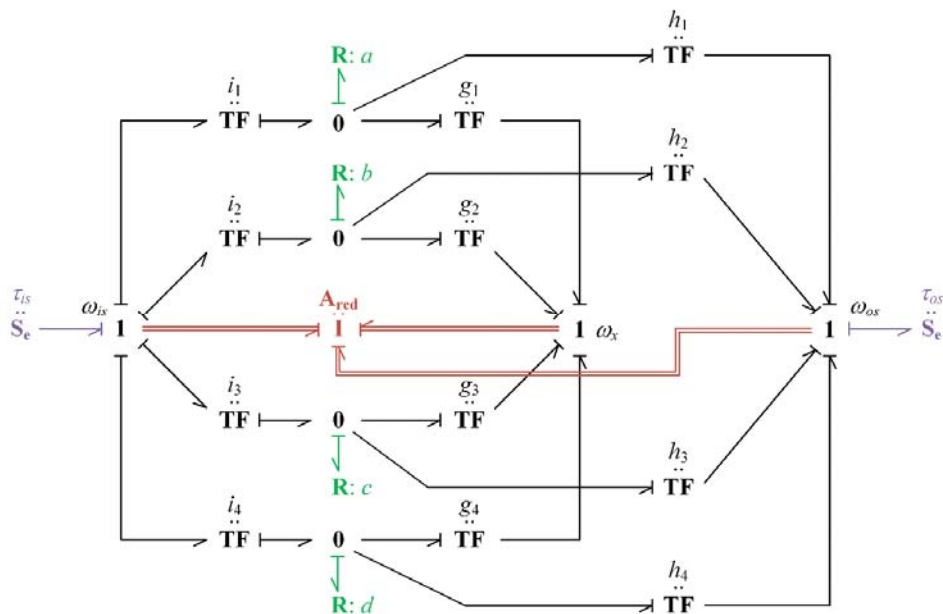 h₁
R: a
TF
i₁
g₁
TF
0
TF
h₂
R: b
TF
i₂
g₂
TF
0
TF
τᵢₛ
ωᵢₛ
A_red
ωₒₛ
τₒₛ
Sₑ
1
I
1
ωₓ
1
Sₑ
i₃
g₃
TF
0
TF
h₃
R: c
TF
i₄
g₄
TF
0
TF
h₄
R: d
TF